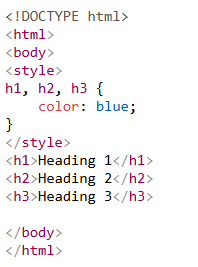 <!DOCTYPE html>
<html>
<body>
<style>
h1, h2, h3 {
    color: blue;
}
</style>
<h1>Heading 1</h1>
<h2>Heading 2</h2>
<h3>Heading 3</h3>

</body>
</html>